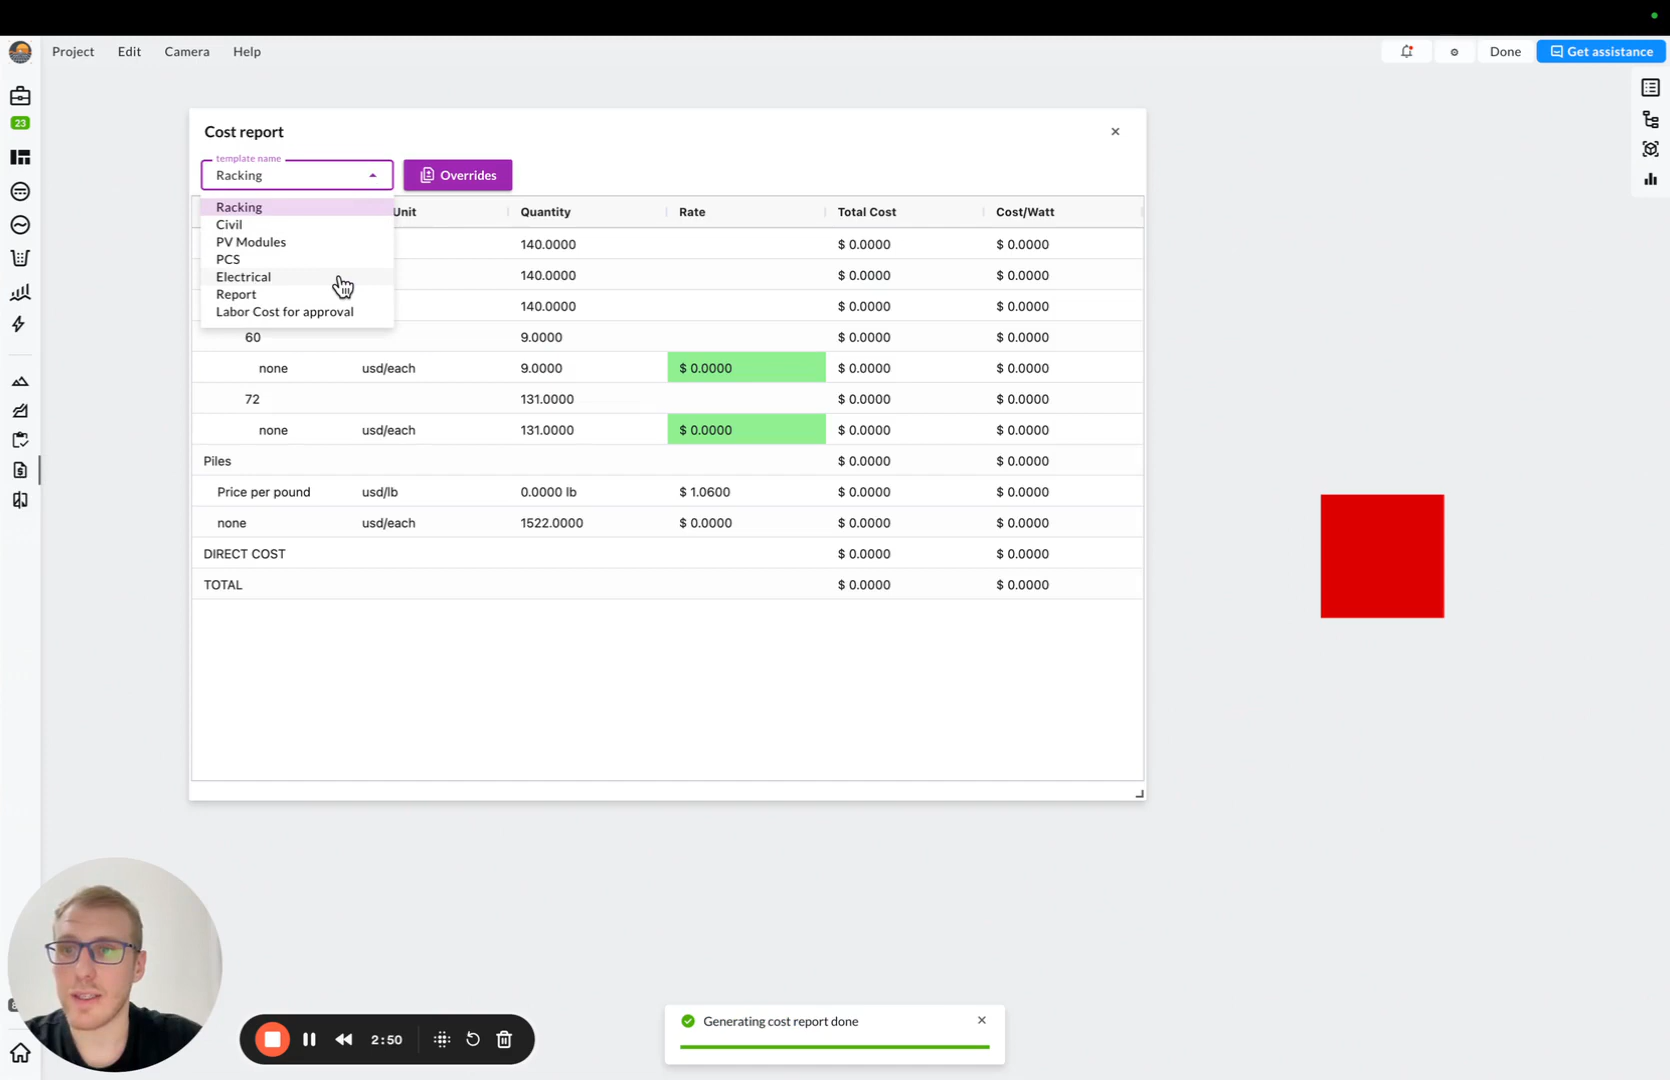 Project Edit Camera Help
Done Get assistance
23
Cost report
template name
Racking
Overrides
Racking
Civil
PV Modules
PCS
Electrical
Report
Labor Cost for approval
Unit Quantity Rate Total Cost Cost/Watt
140.0000 $ 0.0000 $ 0.0000
140.0000 $ 0.0000 $ 0.0000
140.0000 $ 0.0000 $ 0.0000
60 9.0000 $ 0.0000 $ 0.0000
none usd/each 9.0000 $ 0.0000 $ 0.0000 $ 0.0000
72 131.0000 $ 0.0000 $ 0.0000
none usd/each 131.0000 $ 0.0000 $ 0.0000 $ 0.0000
Piles $ 0.0000 $ 0.0000
Price per pound usd/lb 0.0000 lb $ 1.0600 $ 0.0000 $ 0.0000
none usd/each 1522.0000 $ 0.0000 $ 0.0000 $ 0.0000
DIRECT COST $ 0.0000 $ 0.0000
TOTAL $ 0.0000 $ 0.0000
Generating cost report done
2:50